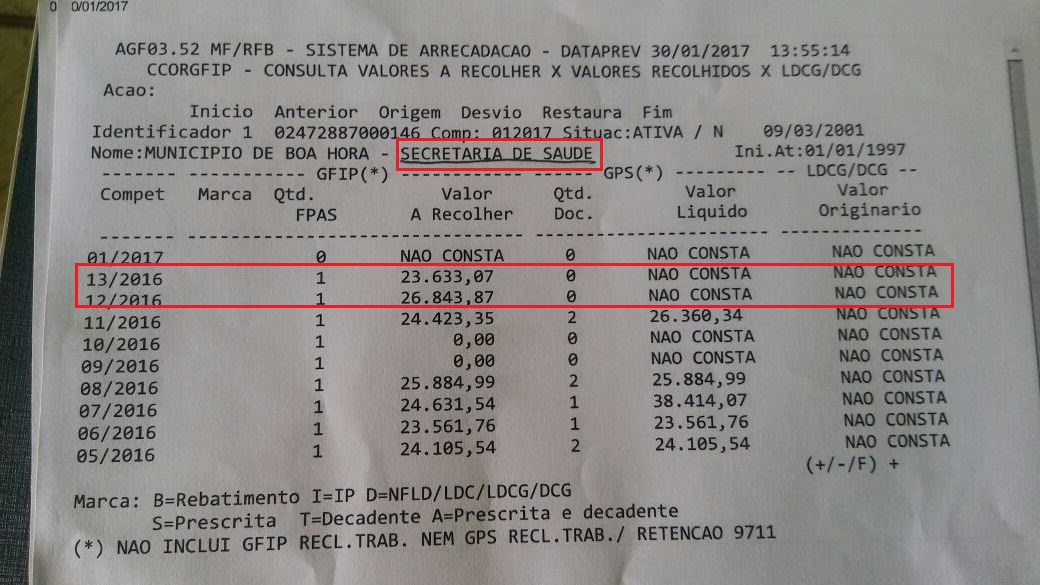 0 0/01/2017
AGF03.52 MF/RFB - SISTEMA DE ARRECADACAO - DATAPREV 30/01/2017 13:55:14
CCORGFIP - CONSULTA VALORES A RECOLHER X VALORES RECOLHIDOS X LDCG/DCG
Acao:
Inicio Anterior Origem Desvio Restaura Fim
Identificador 1 02472887000146 Comp: 012017 Situac:ATIVA / N 09/03/2001
Nome:MUNICIPIO DE BOA HORA - SECRETARIA DE SAUDE Ini.At:01/01/1997
------- ----------- GFIP(*) ------------ ------ GPS(*) --------- -- LDCG/DCG --
Compet Marca Qtd. Valor Qtd. Valor Valor
FPAS A Recolher Doc. Liquido Originario
------- -------------------------------- ---------------------- --------------
01/2017 0 NAO CONSTA 0 NAO CONSTA NAO CONSTA
13/2016 1 23.633,07 0 NAO CONSTA NAO CONSTA
12/2016 1 26.843,87 0 NAO CONSTA NAO CONSTA
11/2016 1 24.423,35 2 26.360,34 NAO CONSTA
10/2016 1 0,00 0 NAO CONSTA NAO CONSTA
09/2016 1 0,00 0 NAO CONSTA NAO CONSTA
08/2016 1 25.884,99 2 25.884,99 NAO CONSTA
07/2016 1 24.631,54 1 38.414,07 NAO CONSTA
06/2016 1 23.561,76 1 23.561,76 NAO CONSTA
05/2016 1 24.105,54 2 24.105,54 NAO CONSTA
(+/-/F) +
Marca: B=Rebatimento I=IP D=NFLD/LDC/LDCG/DCG
S=Prescrita T=Decadente A=Prescrita e decadente
(*) NAO INCLUI GFIP RECL.TRAB. NEM GPS RECL.TRAB./ RETENCAO 9711